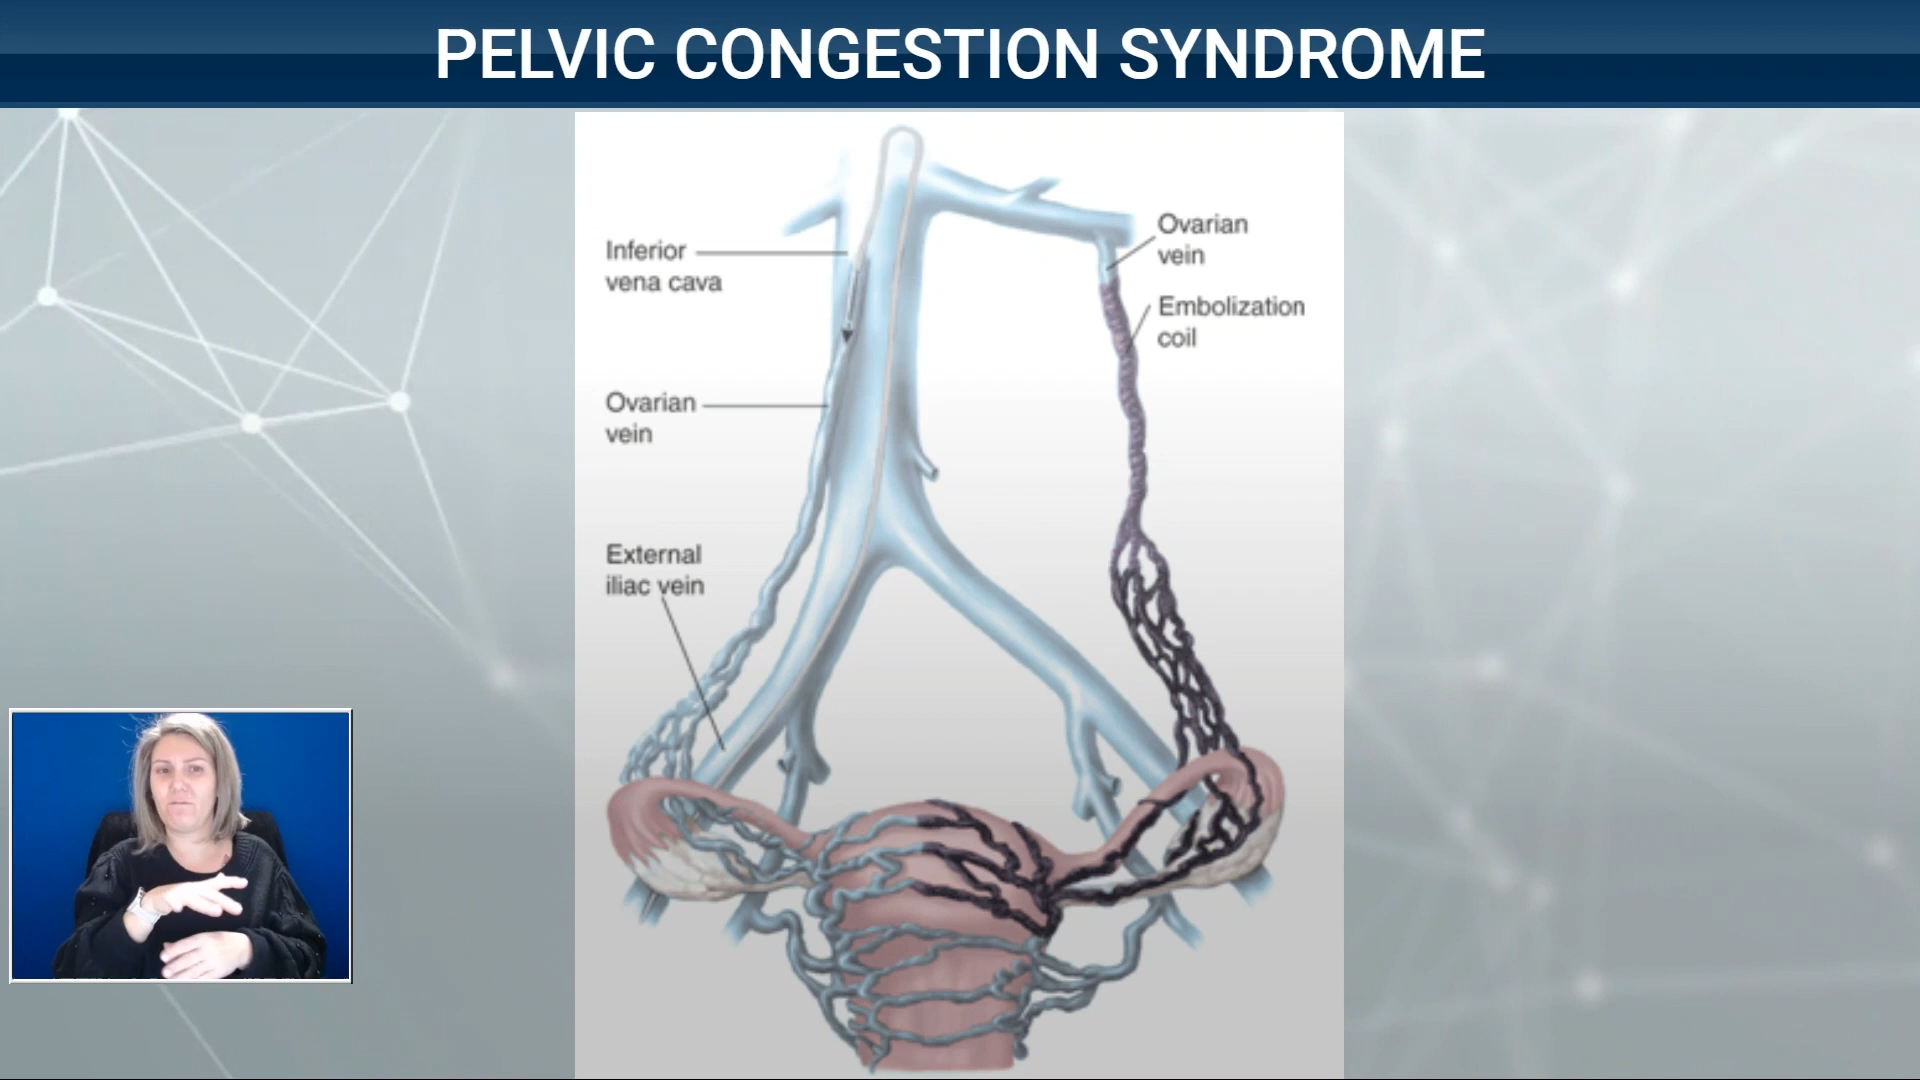 PELVIC CONGESTION SYNDROME
Inferior
vena cava
Ovarian
vein
External
iliac vein
Ovarian
vein
Embolization
coil